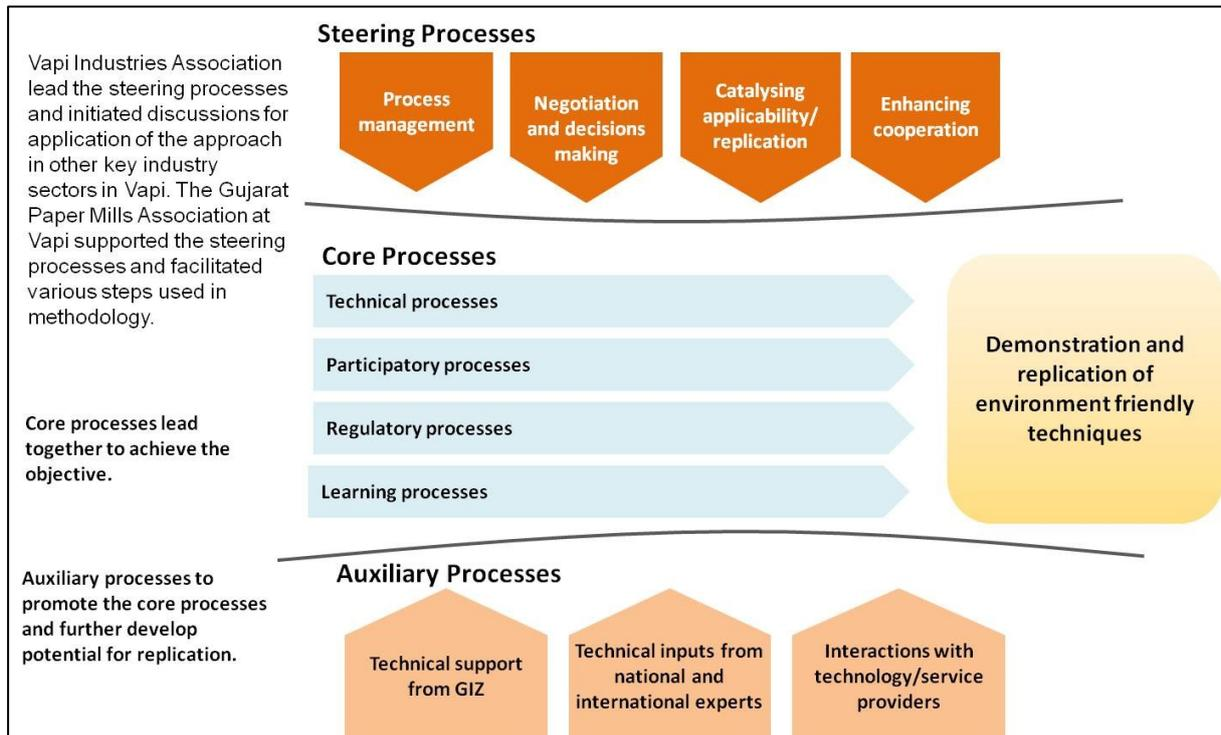 Steering Processes
Vapi Industries Association
lead the steering processes
and initiated discussions for
application of the approach
in other key industry
sectors in Vapi. The Gujarat
Paper Mills Association at
Vapi supported the steering
processes and facilitated
various steps used in
methodology.
Process
management
Negotiation
and decisions
making
Catalysing
applicability/
replication
Enhancing
cooperation
Core Processes
Technical processes
Participatory processes
Regulatory processes
Learning processes
Demonstration and
replication of
environment friendly
techniques
Core processes lead
together to achieve the
objective.
Auxiliary Processes
Auxiliary processes to
promote the core processes
and further develop
potential for replication.
Technical support
from GIZ
Technical inputs from
national and
international experts
Interactions with
technology/service
providers